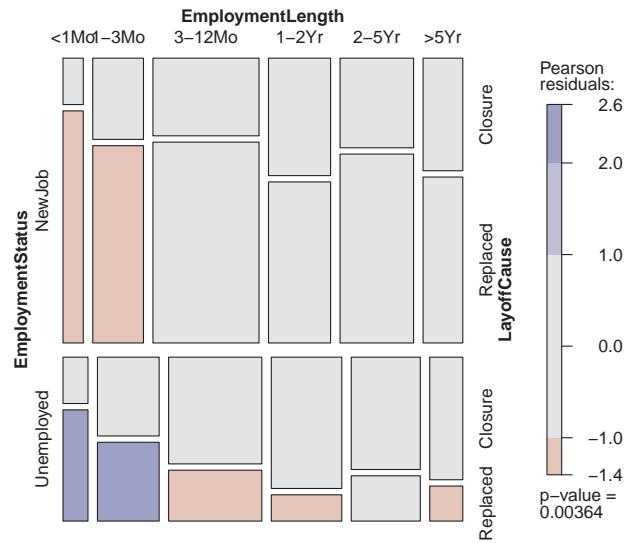 EmploymentLength
<1Mo 1−3Mo 3−12Mo 1−2Yr 2−5Yr >5Yr
EmploymentStatus
NewJob
Unemployed
Closure
Replaced
Closure
Replaced
LayoffCause
Pearson
residuals:
2.6
2.0
1.0
0.0
−1.0
−1.4
p−value =
0.00364